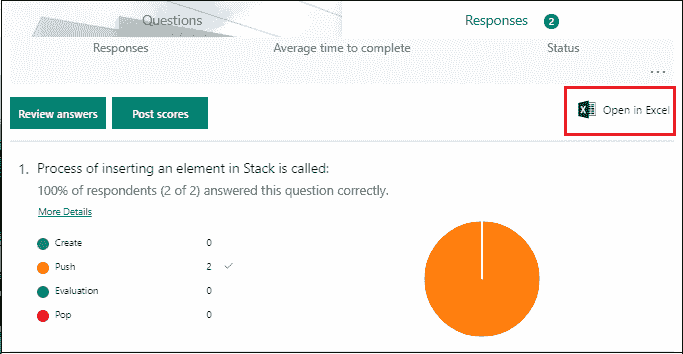 Questions Responses 2
Responses Average time to complete Status
...
Review answers Post scores Open in Excel
1. Process of inserting an element in Stack is called:
100% of respondents (2 of 2) answered this question correctly.
More Details
Create 0
Push 2
Evaluation 0
Pop 0